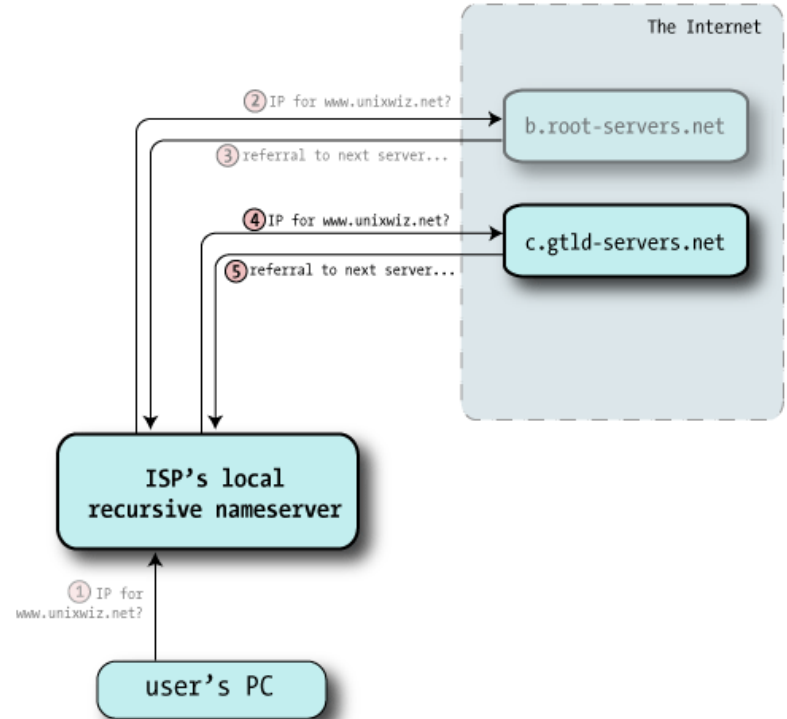 The Internet
2 IP for www.unixwiz.net?
b.root-servers.net
3 referral to next server...
4 IP for www.unixwiz.net?
c.gtld-servers.net
5 referral to next server...
ISP's local
recursive nameserver
1 IP for
www.unixwiz.net?
user's PC